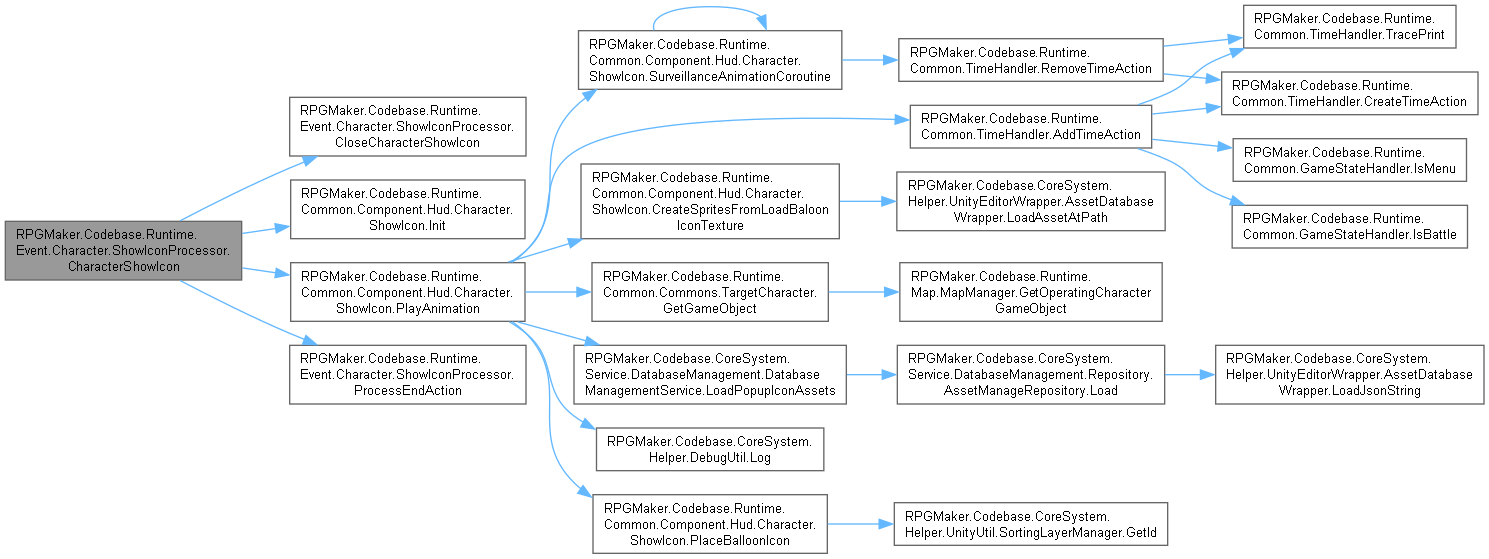 RPGMaker.Codebase.Runtime.
Event.Character.ShowIconProcessor.
CharacterShowIcon
RPGMaker.Codebase.Runtime.
Event.Character.ShowIconProcessor.
CloseCharacterShowIcon
RPGMaker.Codebase.Runtime.
Common.Component.Hud.Character.
ShowIcon.Init
RPGMaker.Codebase.Runtime.
Common.Component.Hud.Character.
ShowIcon.PlayAnimation
RPGMaker.Codebase.Runtime.
Event.Character.ShowIconProcessor.
ProcessEndAction
RPGMaker.Codebase.Runtime.
Common.Component.Hud.Character.
ShowIcon.SurveillanceAnimationCoroutine
RPGMaker.Codebase.Runtime.
Common.TimeHandler.RemoveTimeAction
RPGMaker.Codebase.Runtime.
Common.TimeHandler.TracePrint
RPGMaker.Codebase.Runtime.
Common.TimeHandler.CreateTimeAction
RPGMaker.Codebase.Runtime.
Common.TimeHandler.AddTimeAction
RPGMaker.Codebase.Runtime.
Common.GameStateHandler.IsMenu
RPGMaker.Codebase.Runtime.
Common.GameStateHandler.IsBattle
RPGMaker.Codebase.Runtime.
Common.Component.Hud.Character.
ShowIcon.CreateSpritesFromLoadBaloon
IconTexture
RPGMaker.Codebase.CoreSystem.
Helper.UnityEditorWrapper.AssetDatabase
Wrapper.LoadAssetAtPath
RPGMaker.Codebase.Runtime.
Common.Commons.TargetCharacter.
GetGameObject
RPGMaker.Codebase.Runtime.
Map.MapManager.GetOperatingCharacter
GameObject
RPGMaker.Codebase.CoreSystem.
Service.DatabaseManagement.Database
ManagementService.LoadPopupIconAssets
RPGMaker.Codebase.CoreSystem.
Service.DatabaseManagement.Repository.
AssetManageRepository.Load
RPGMaker.Codebase.CoreSystem.
Helper.UnityEditorWrapper.AssetDatabase
Wrapper.LoadJsonString
RPGMaker.Codebase.CoreSystem.
Helper.DebugUtil.Log
RPGMaker.Codebase.Runtime.
Common.Component.Hud.Character.
ShowIcon.PlaceBalloonIcon
RPGMaker.Codebase.CoreSystem.
Helper.UnityUtil.SortingLayerManager.GetId